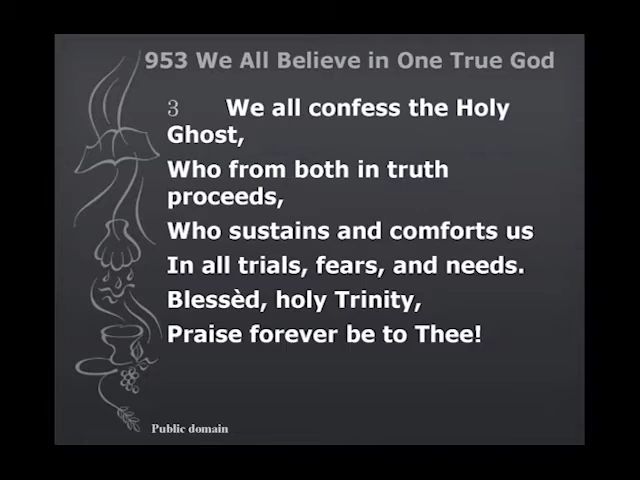 953 We All Believe in One True God
3 We all confess the Holy
Ghost,
Who from both in truth
proceeds,
Who sustains and comforts us
In all trials, fears, and needs.
Blessèd, holy Trinity,
Praise forever be to Thee!
Public domain